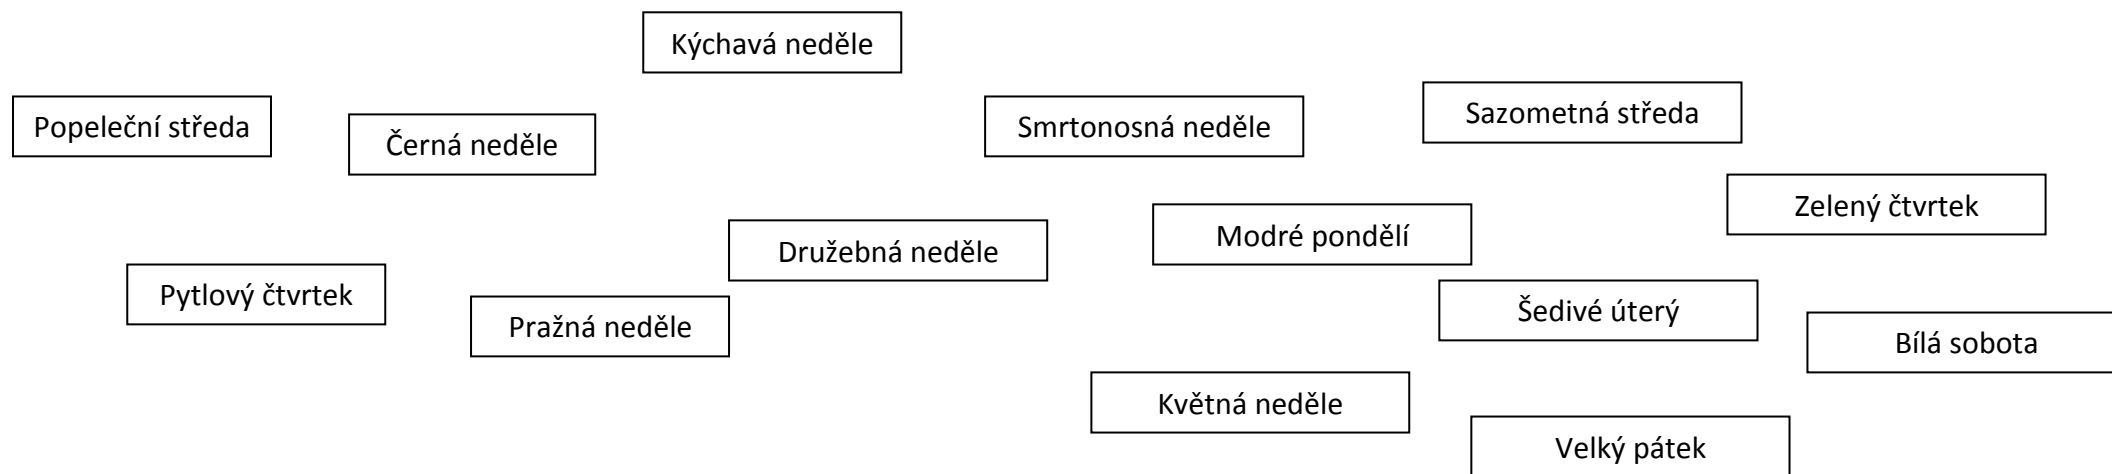 Kýchavá neděle
Popeleční středa
Černá neděle
Smrtonosná neděle
Sazometná středa
Zelený čtvrtek
Družebná neděle
Modré pondělí
Pytlový čtvrtek
Pražná neděle
Šedivé úterý
Bílá sobota
Květná neděle
Velký pátek